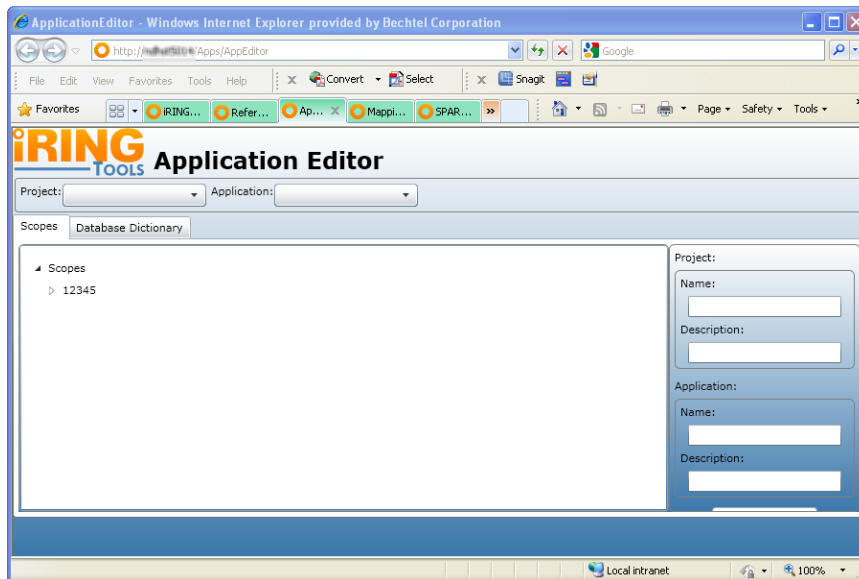 ApplicationEditor - Windows Internet Explorer provided by Bechtel Corporation
http:// /Apps/AppEditor
Google
File Edit View Favorites Tools Help
X Convert Select
X Snagit
Favorites
iRING...
Refer...
Ap... X
Mappi...
SPAR...
»
Page Safety Tools
»
iRING TOOLS
Application Editor
Project:
Application:
Scopes
Database Dictionary
Scopes
12345
Project:
Name:
Description:
Application:
Name:
Description:
Local intranet
100%